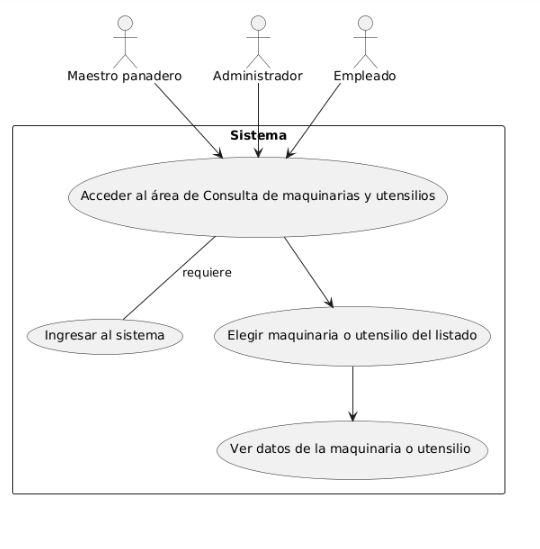 Maestro panadero
Administrador
Empleado
Sistema
Acceder al área de Consulta de maquinarias y utensilios
requiere
Ingresar al sistema
Elegir maquinaria o utensilio del listado
Ver datos de la maquinaria o utensilio